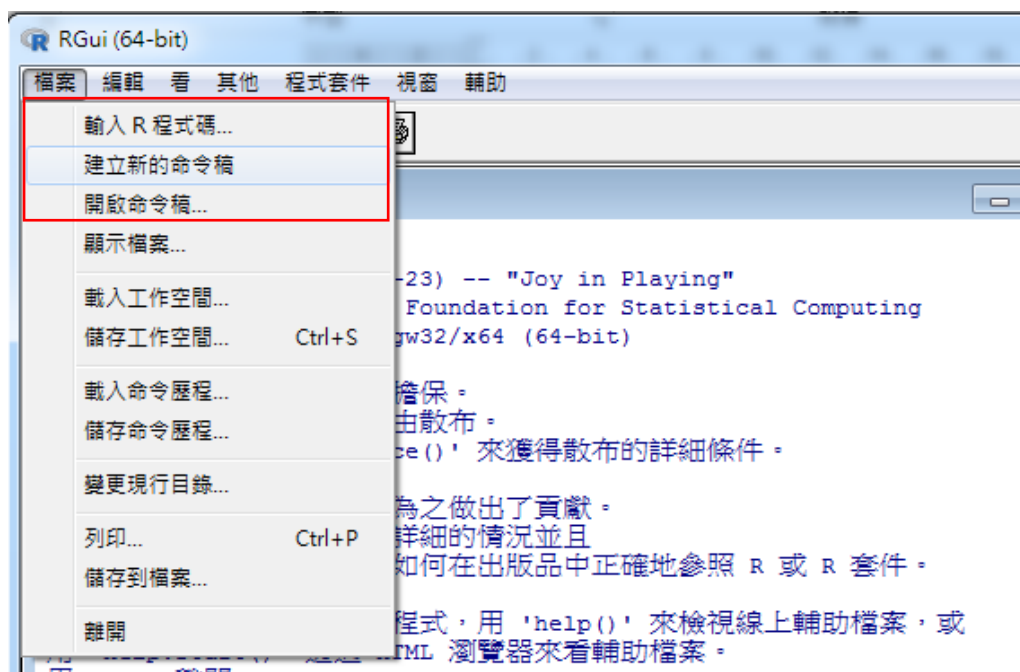 RGui (64-bit)
檔案 編輯 看 其他 程式套件 視窗 輔助
輸入 R 程式碼...
建立新的命令稿
開啟命令稿...
顯示檔案...
載入工作空間...
儲存工作空間... Ctrl+S
載入命令歷程...
儲存命令歷程...
變更現行目錄...
列印... Ctrl+P
儲存到檔案...
離開
-23) -- "Joy in Playing"
Foundation for Statistical Computing
gw32/x64 (64-bit)
擔保。
由散布。
ce()' 來獲得散布的詳細條件。
為之做出了貢獻。
詳細的情況並且
如何在出版品中正確地參照 R 或 R 套件。
程式，用 'help()' 來檢視線上輔助檔案，或
HTML 瀏覽器來看輔助檔案。